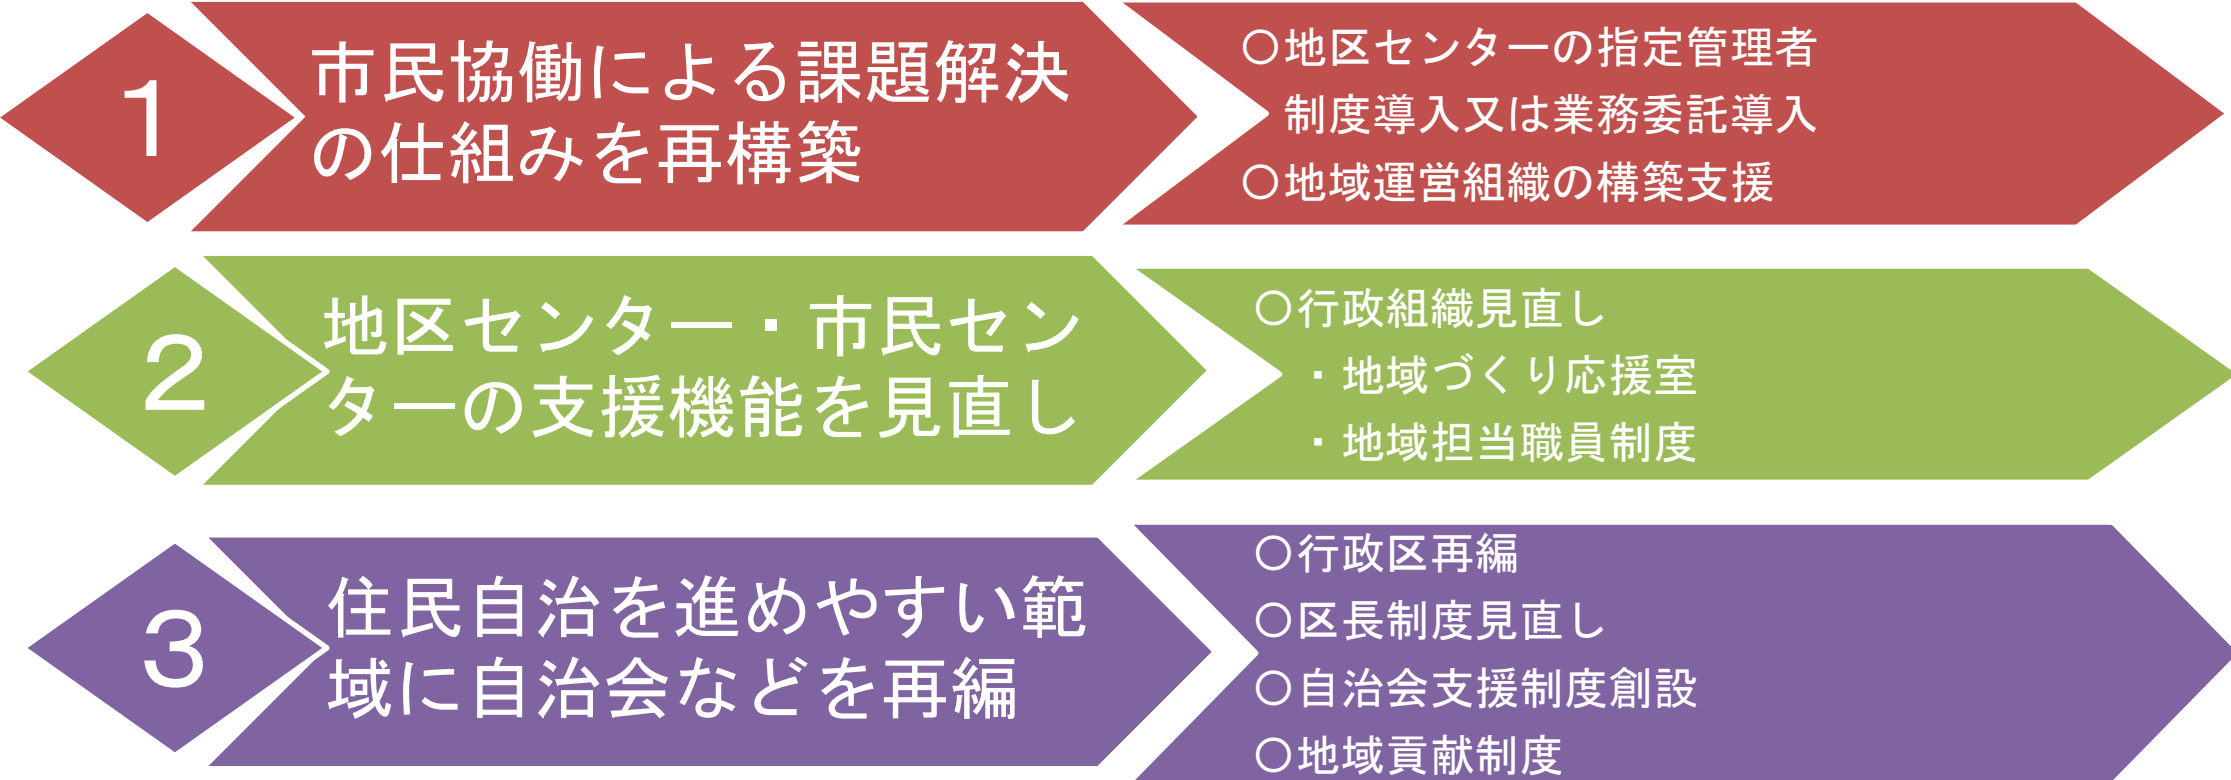 １
市民協働による課題解決
の仕組みを再構築
○地区センターの指定管理者
制度導入又は業務委託導入
○地域運営組織の構築支援
２
地区センター・市民セン
ターの支援機能を見直し
○行政組織見直し
・地域づくり応援室
・地域担当職員制度
３
住民自治を進めやすい範
域に自治会などを再編
○行政区再編
○区長制度見直し
○自治会支援制度創設
○地域貢献制度